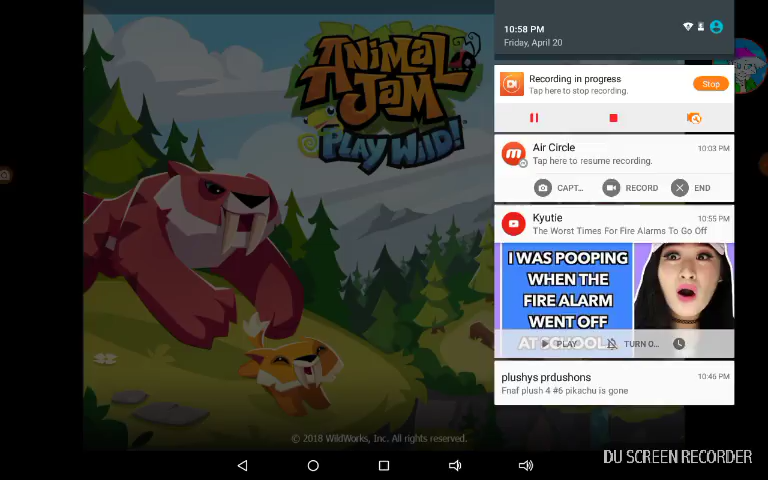 10:58 PM
Friday, April 20
ANIMAL
JAM
PLAY WILD!
Recording in progress
Tap here to stop recording.
Stop
Air Circle
10:03 PM
Tap here to resume recording.
CAPT...
RECORD
END
Kyutie
10:55 PM
The Worst Times For Fire Alarms To Go Off
I WAS POOPING
WHEN THE
FIRE ALARM
WENT OFF
AT SCHOOL
PLAY
TURN O...
plushys prdushons
10:46 PM
Fnaf plush 4 #6 pikachu is gone
© 2018 WildWorks, Inc. All rights reserved.
DU SCREEN RECORDER